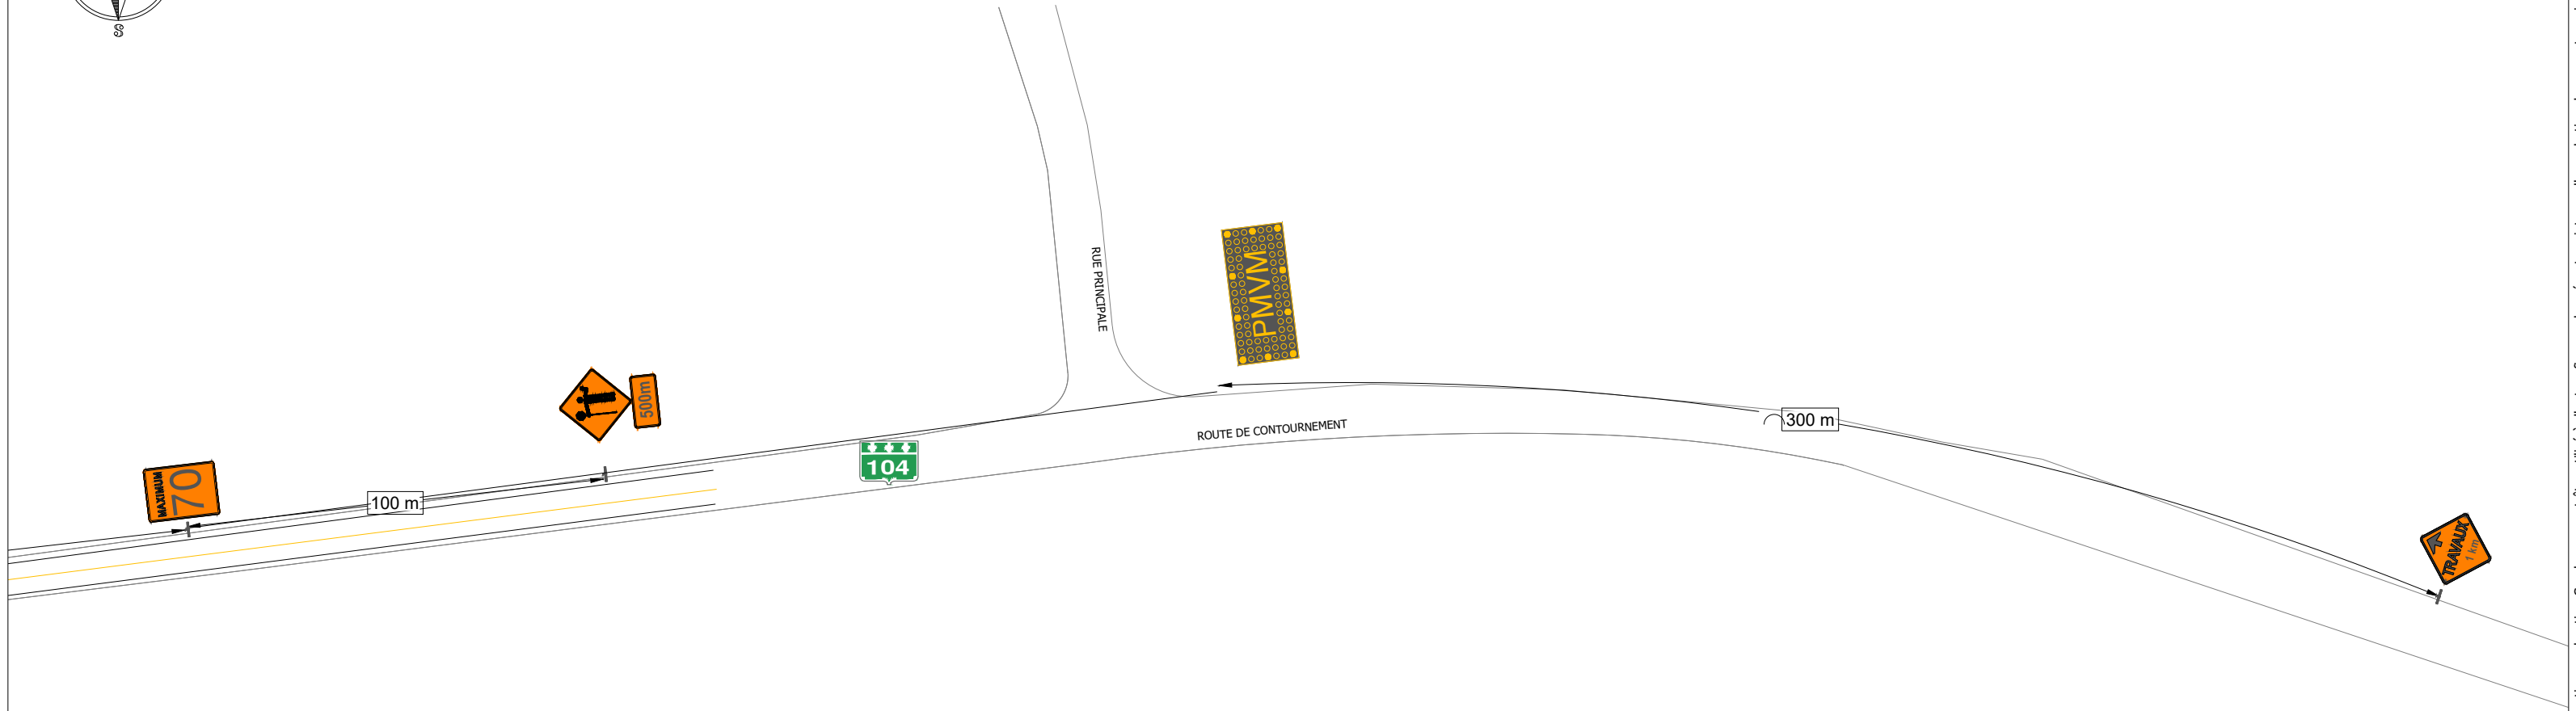 S
RUE PRINCIPALE
PMVM
500m
MAXIMUM
70
100 m
104
ROUTE DE CONTOURNEMENT
300 m
TRAVAUX
1 km